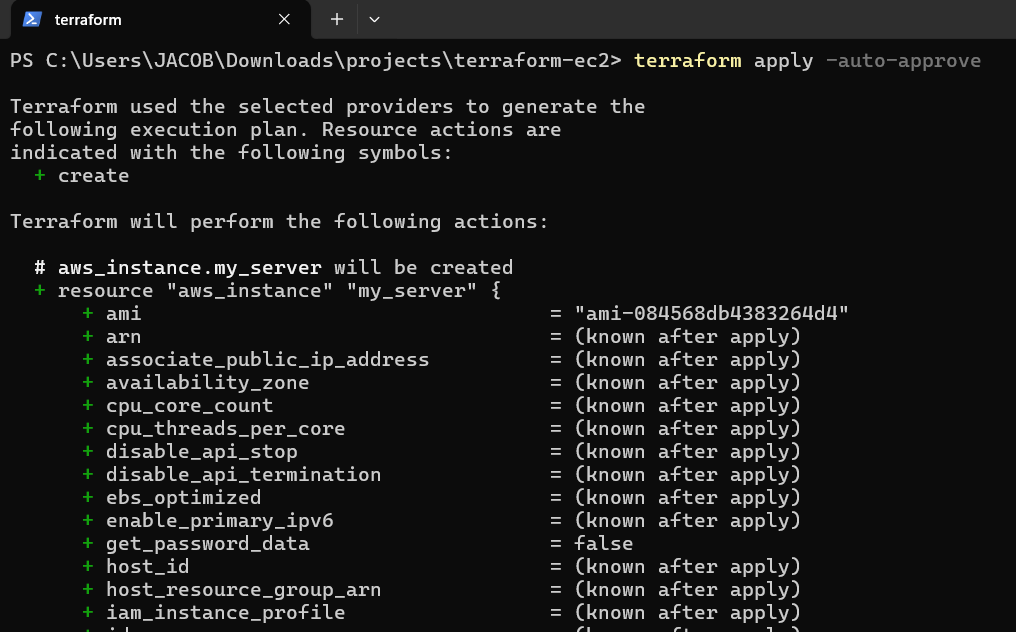 terraform
PS C:\Users\JACOB\Downloads\projects\terraform-ec2> terraform apply -auto-approve
Terraform used the selected providers to generate the
following execution plan. Resource actions are
indicated with the following symbols:
+ create
Terraform will perform the following actions:
# aws_instance.my_server will be created
+ resource "aws_instance" "my_server" {
+ ami = "ami-084568db4383264d4"
+ arn = (known after apply)
+ associate_public_ip_address = (known after apply)
+ availability_zone = (known after apply)
+ cpu_core_count = (known after apply)
+ cpu_threads_per_core = (known after apply)
+ disable_api_stop = (known after apply)
+ disable_api_termination = (known after apply)
+ ebs_optimized = (known after apply)
+ enable_primary_ipv6 = (known after apply)
+ get_password_data = false
+ host_id = (known after apply)
+ host_resource_group_arn = (known after apply)
+ iam_instance_profile = (known after apply)